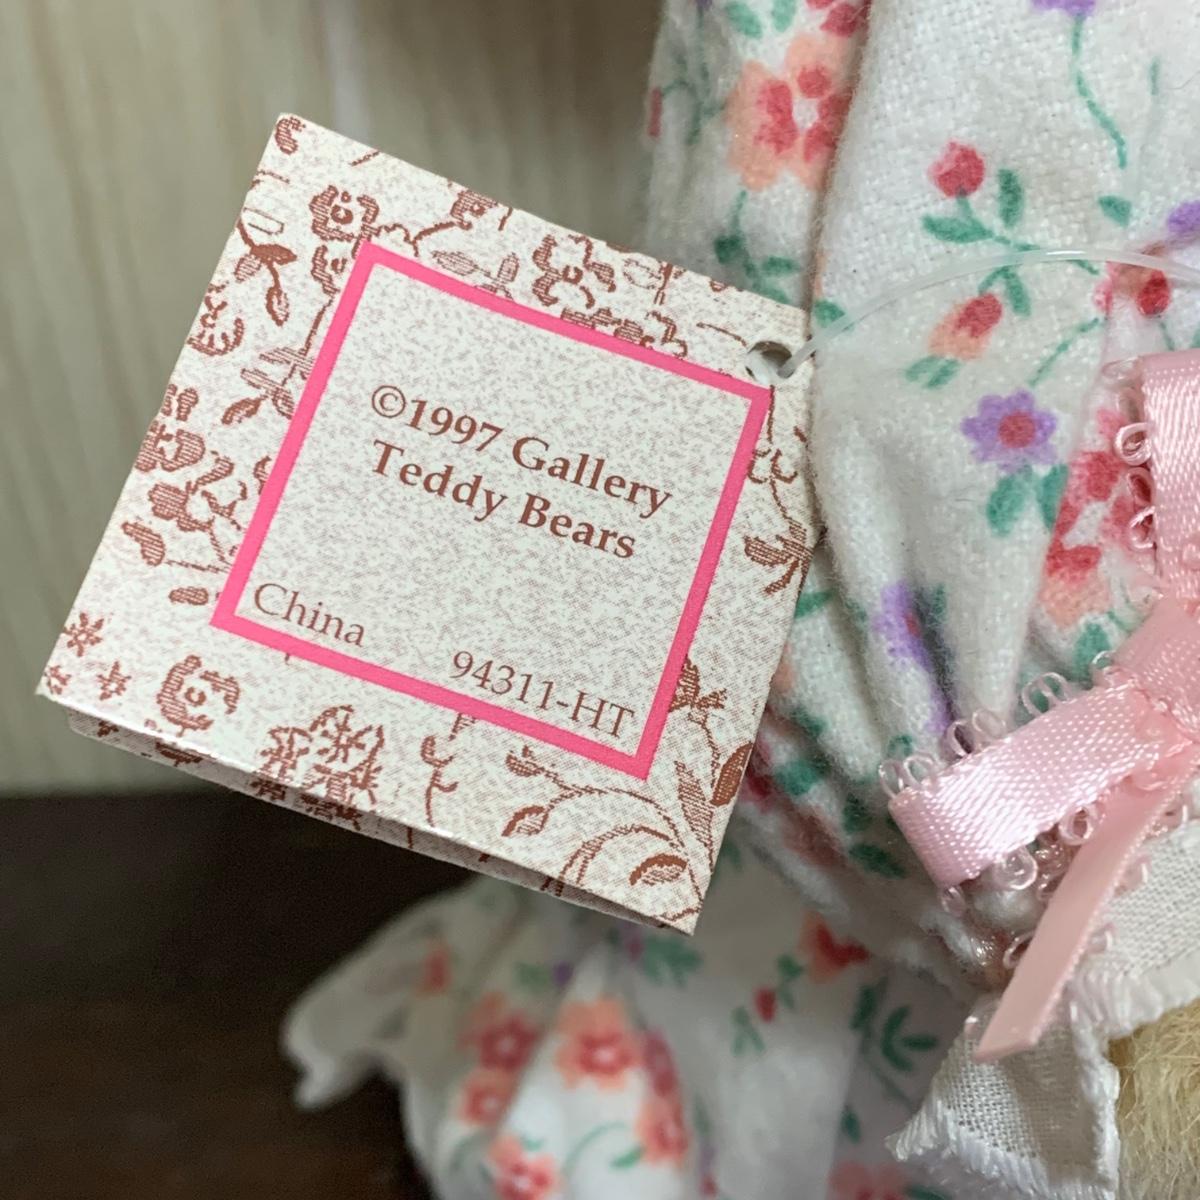 ©1997 Gallery
Teddy Bears
China
94311-HT